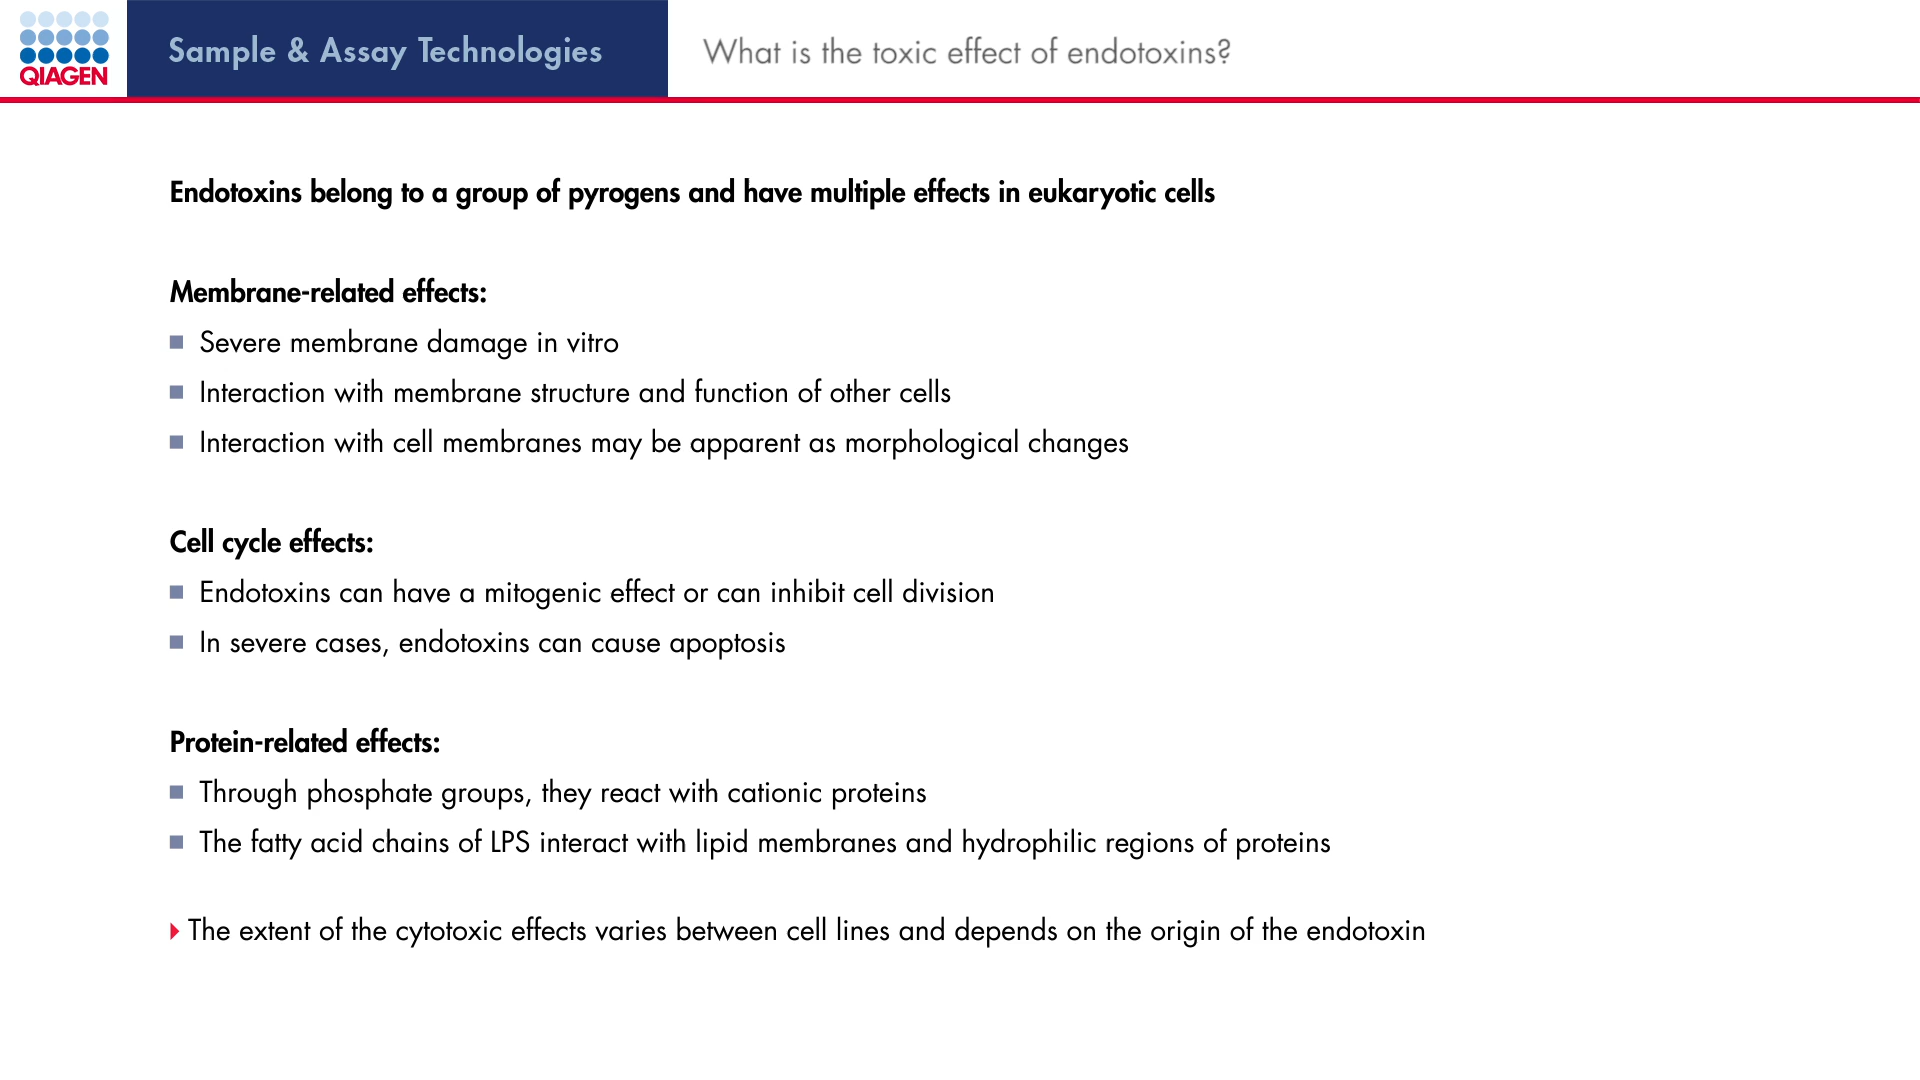 QIAGEN
Sample & Assay Technologies
What is the toxic effect of endotoxins?
Endotoxins belong to a group of pyrogens and have multiple effects in eukaryotic cells
Membrane-related effects:
Severe membrane damage in vitro
Interaction with membrane structure and function of other cells
Interaction with cell membranes may be apparent as morphological changes
Cell cycle effects:
Endotoxins can have a mitogenic effect or can inhibit cell division
In severe cases, endotoxins can cause apoptosis
Protein-related effects:
Through phosphate groups, they react with cationic proteins
The fatty acid chains of LPS interact with lipid membranes and hydrophilic regions of proteins
The extent of the cytotoxic effects varies between cell lines and depends on the origin of the endotoxin